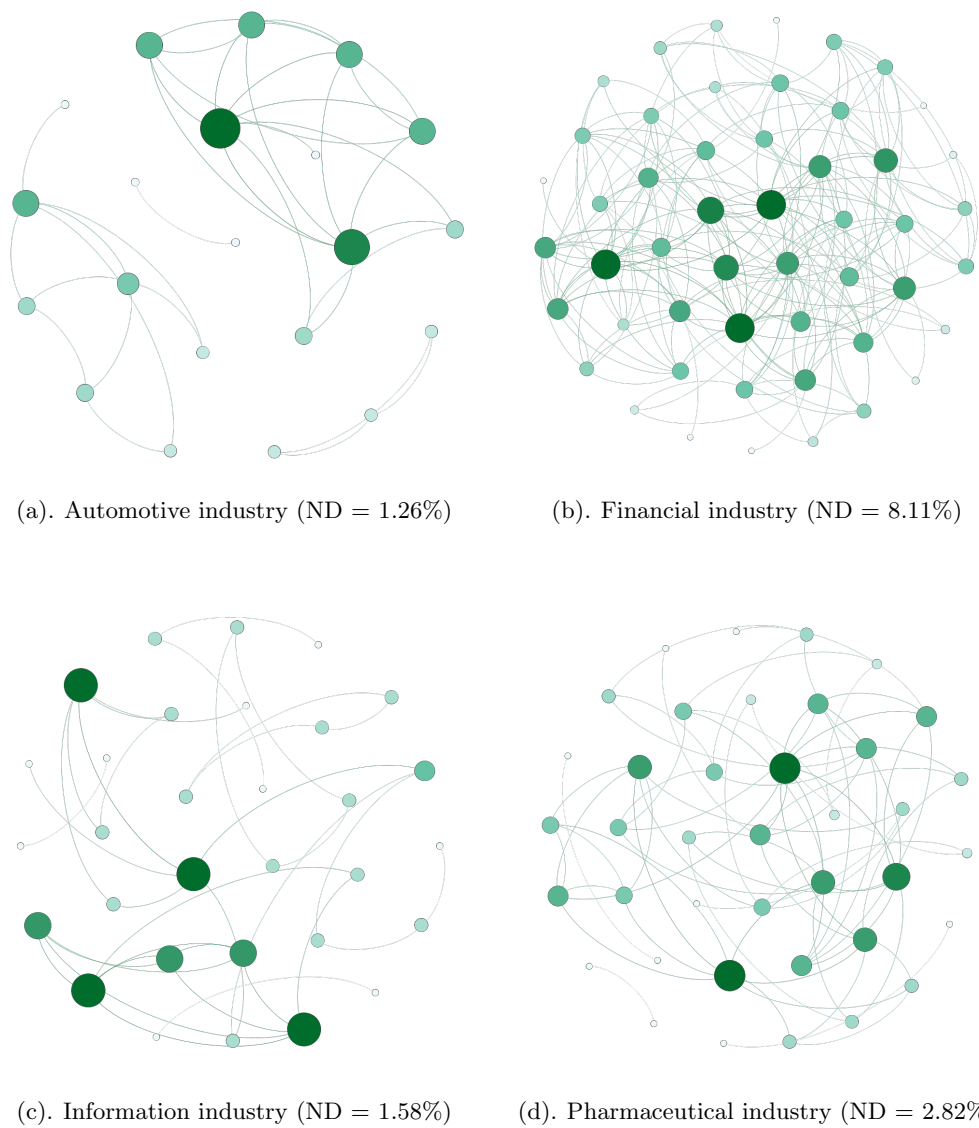 (a). Automotive industry (ND = 1.26%)
(b). Financial industry (ND = 8.11%)
(c). Information industry (ND = 1.58%)
(d). Pharmaceutical industry (ND = 2.82%